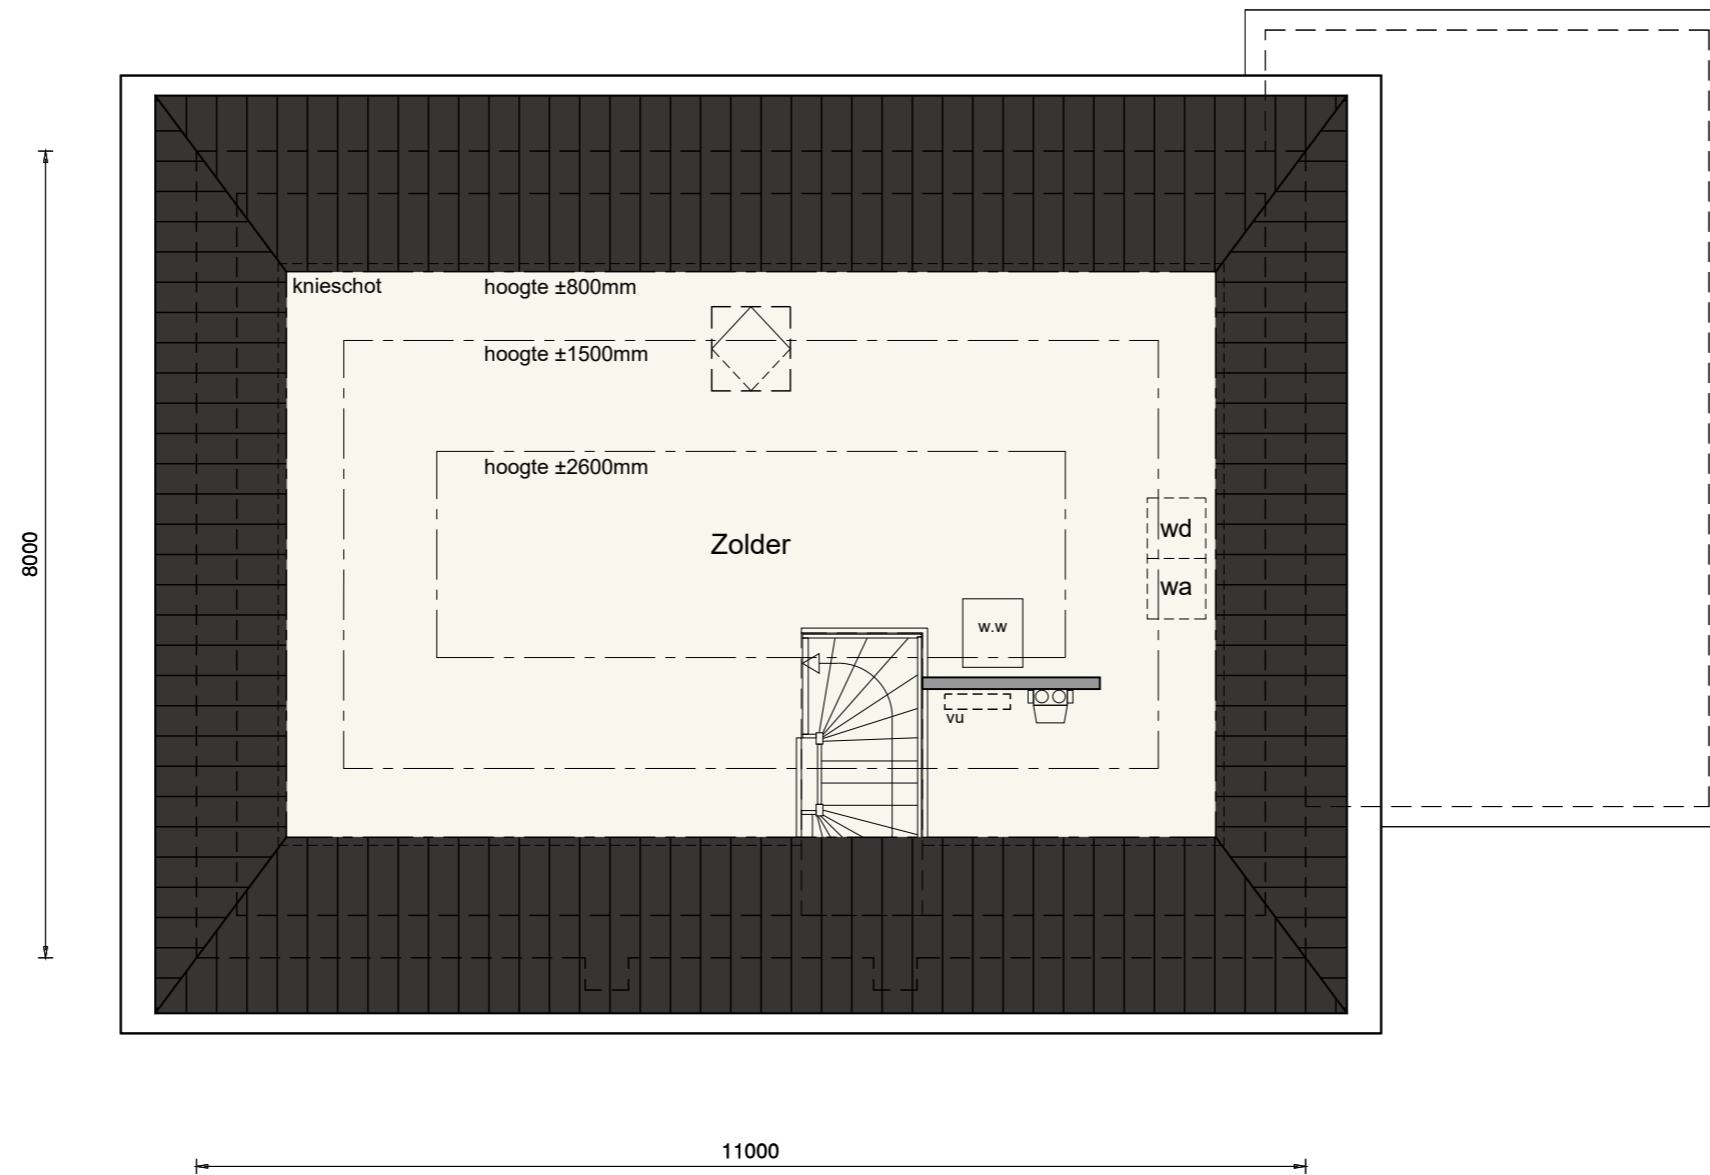 knieschot
hoogte ±800mm
hoogte ±1500mm
hoogte ±2600mm
Zolder
wd
wa
w.w
vu
8000
11000